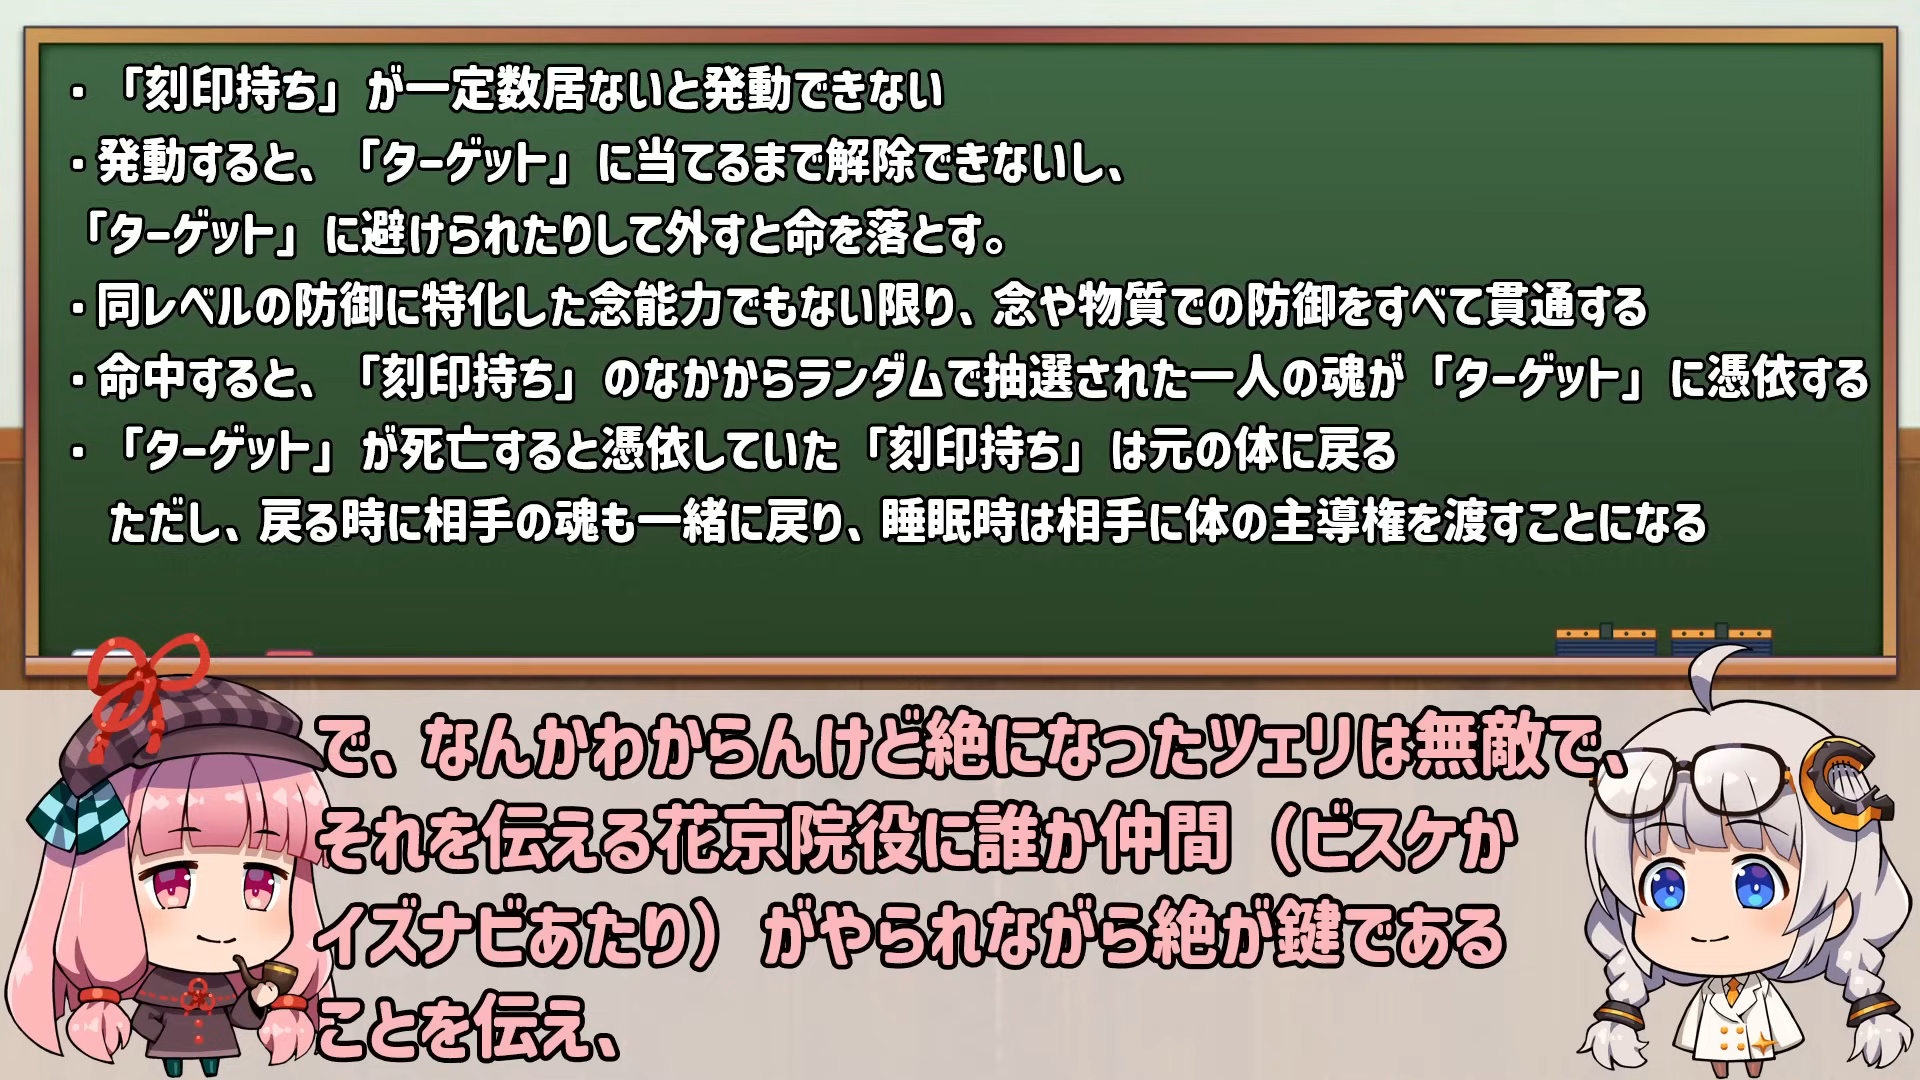 ・「刻印持ち」が一定数居ないと発動できない
・発動すると、「ターゲット」に当てるまで解除できないし、
「ターゲット」に避けられたりして外すと命を落とす。
・同レベルの防御に特化した念能力でもない限り、念や物質での防御をすべて貫通する
・命中すると、「刻印持ち」のなかからランダムで抽選された一人の魂が「ターゲット」に憑依する
・「ターゲット」が死亡すると憑依していた「刻印持ち」は元の体に戻る
ただし、戻る時に相手の魂も一緒に戻り、睡眠時は相手に体の主導権を渡すことになる
で、なんかわからんけど絶になったツェリは無敵で、
それを伝える花京院役に誰か仲間（ビスケか
イズナビあたり）がやられながら絶が鍵である
ことを伝え、